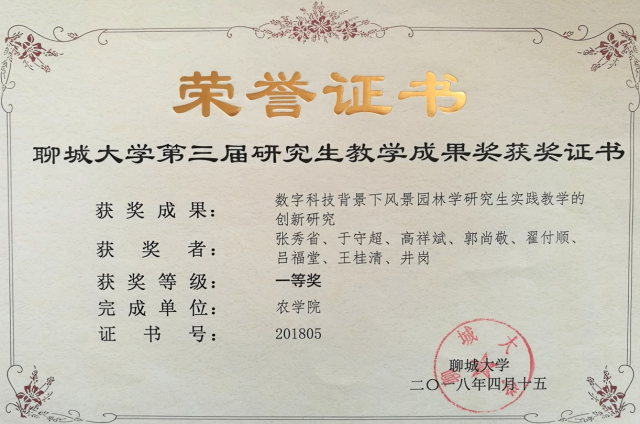 荣誉证书
聊城大学第三届研究生教学成果奖获奖证书
获奖成果：数字科技背景下风景园林学研究生实践教学的
创新研究
获奖者：张秀省、于守超、高祥斌、郭尚敬、翟付顺、
吕福堂、王桂清、井岗
获奖等级：一等奖
完成单位：农学院
证书号：201805
聊城大学
聊城大学
二〇一八年四月十五